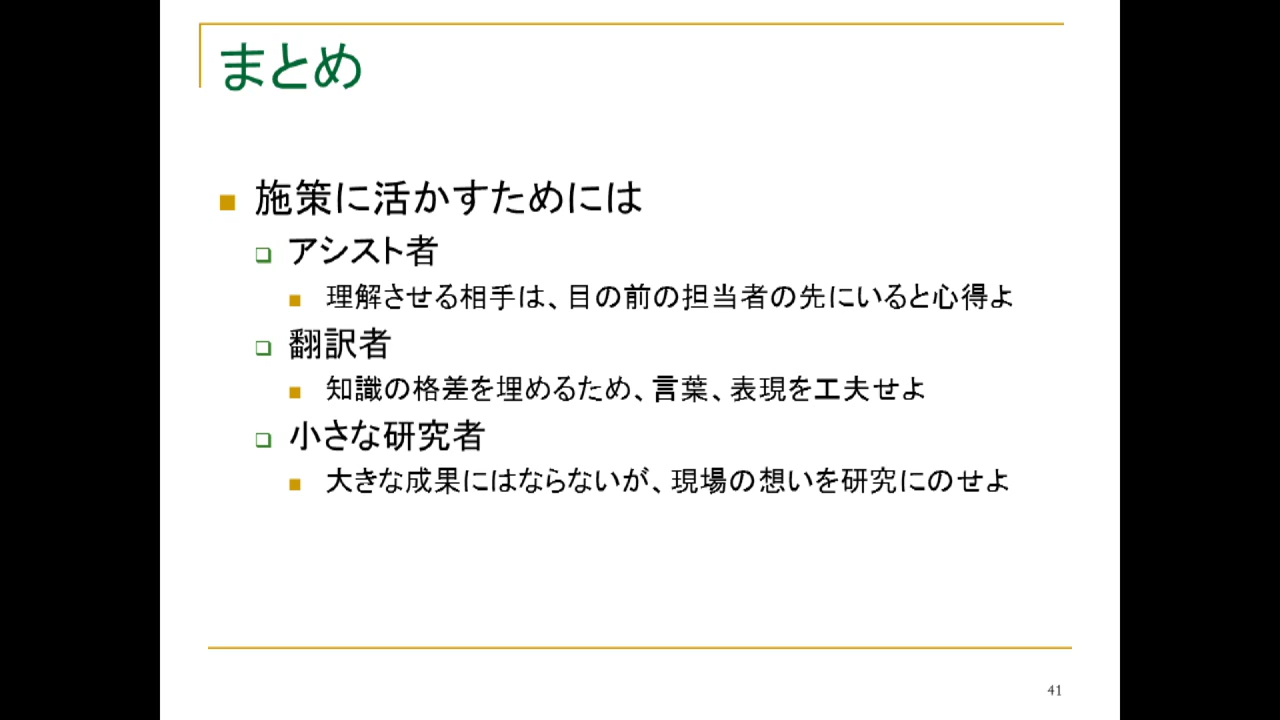 まとめ
施策に活かすためには
アシスト者
理解させる相手は、目の前の担当者の先にいると心得よ
翻訳者
知識の格差を埋めるため、言葉、表現を工夫せよ
小さな研究者
大きな成果にはならないが、現場の想いを研究にのせよ
41